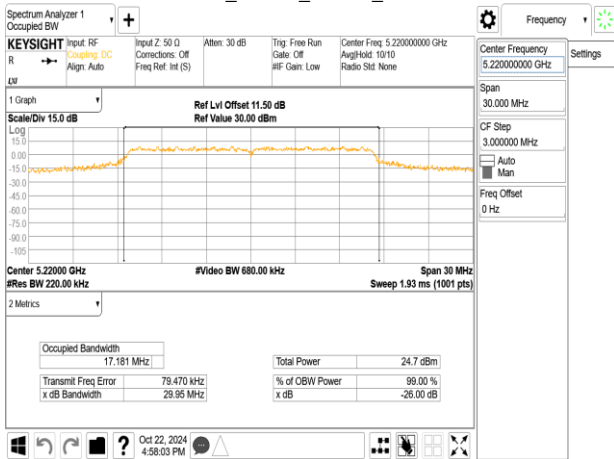 Spectrum Analyzer 1
Occupied BW
Frequency
KEYSIGHT
R
Input: RF
Coupling: DC
Align: Auto
Input Z: 50 Ω
Corrections: Off
Freq Ref: Int (S)
Atten: 30 dB
Trig: Free Run
Gate: Off
#IF Gain: Low
Center Freq: 5.220000000 GHz
Avg|Hold: 10/10
Radio Std: None
Center Frequency
5.220000000 GHz
Settings
Span
30.000 MHz
CF Step
3.000000 MHz
Auto
Man
Freq Offset
0 Hz
1 Graph
Scale/Div 15.0 dB
Ref Lvl Offset 11.50 dB
Ref Value 30.00 dBm
Log
15.0
0.00
-15.0
-30.0
-45.0
-60.0
-75.0
-90.0
-105
Center 5.22000 GHz
#Res BW 220.00 kHz
#Video BW 680.00 kHz
Span 30 MHz
Sweep 1.93 ms (1001 pts)
2 Metrics
Occupied Bandwidth
17.181 MHz
Total Power 24.7 dBm
Transmit Freq Error 79.470 kHz
% of OBW Power 99.00 %
x dB Bandwidth 29.95 MHz
x dB -26.00 dB
?
Oct 22, 2024
4:58:03 PM